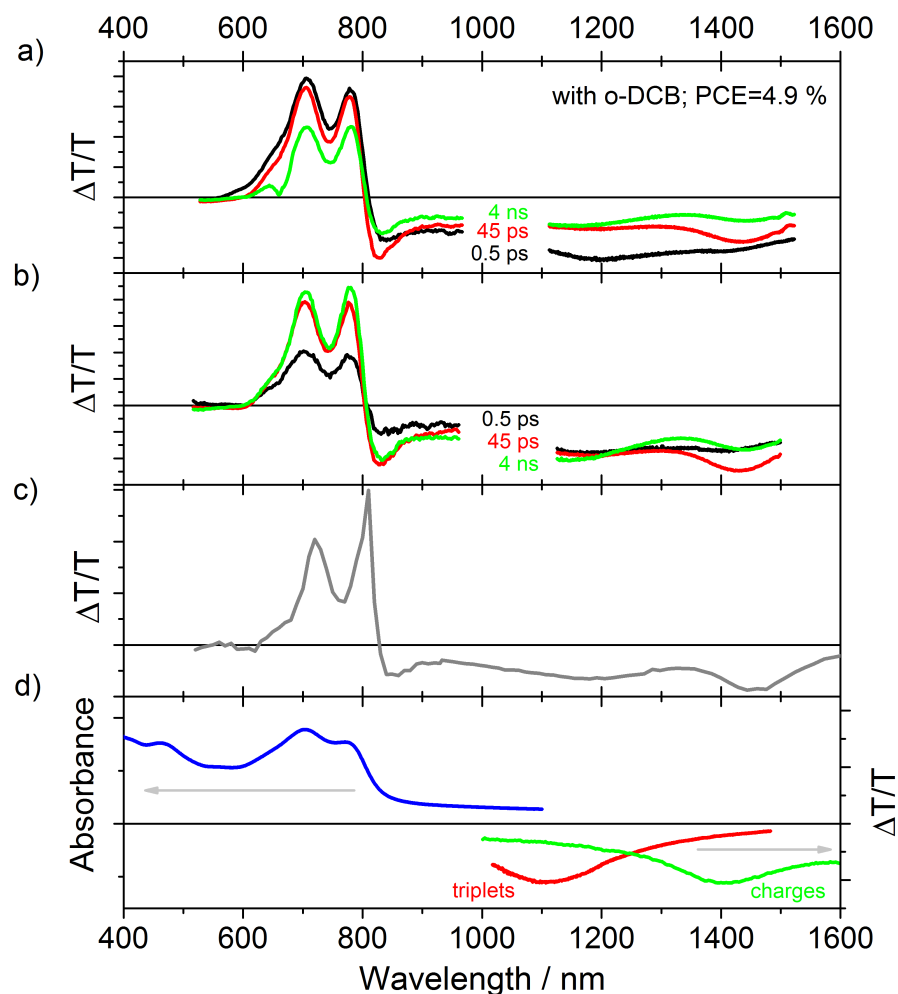 400 600 800 1000 1200 1400 1600
a)
with o-DCB; PCE=4.9 %
ΔT/T
4 ns
45 ps
0.5 ps
b)
ΔT/T
0.5 ps
45 ps
4 ns
c)
ΔT/T
d)
Absorbance
ΔT/T
triplets
charges
400 600 800 1000 1200 1400 1600
Wavelength / nm